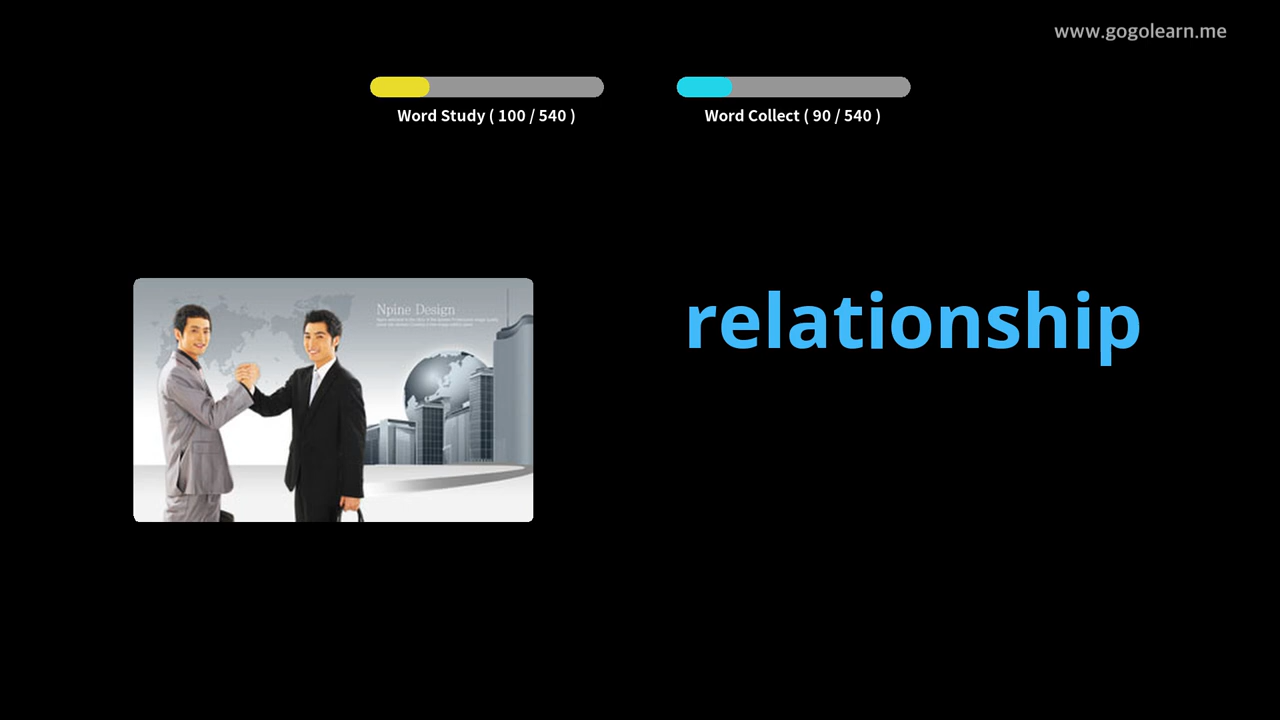 www.gogolearn.me
Word Study ( 100 / 540 )
Word Collect ( 90 / 540 )
Npine Design
relationship